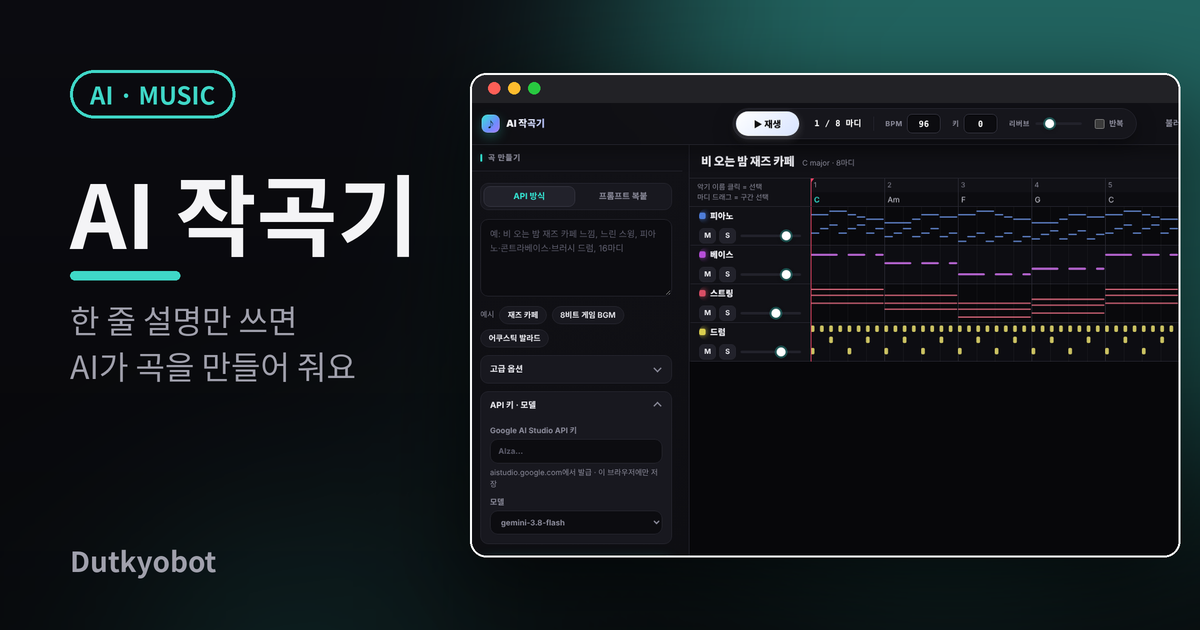 AI · MUSIC
AI 작곡기
한 줄 설명만 쓰면
AI가 곡을 만들어 줘요
Dutkyobot
AI 작곡기
▶ 재생
1 / 8 마디
BPM 96
키 0
리버브
반복
곡 만들기
API 방식
프롬프트 복붙
예: 비 오는 밤 재즈 카페 느낌, 느린 스윙, 피아
노·콘트라베이스·브러시 드럼, 16마디
예시
재즈 카페
8비트 게임 BGM
어쿠스틱 발라드
고급 옵션
API 키 · 모델
Google AI Studio API 키
AIza...
aistudio.google.com에서 발급 · 이 브라우저에만 저
장
모델
gemini-3.8-flash
비 오는 밤 재즈 카페 C major · 8마디
악기 이름 클릭 = 선택
마디 드래그 = 구간 선택
1 2 3 4 5
C Am F G C
피아노
M S
베이스
M S
스트링
M S
드럼
M S